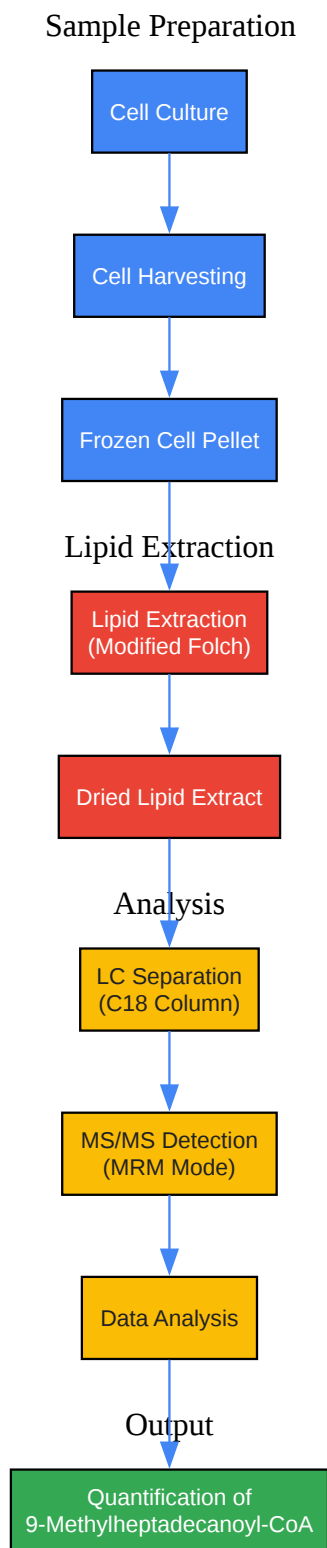 Sample Preparation
Cell Culture
Cell Harvesting
Frozen Cell Pellet
Lipid Extraction
Lipid Extraction
(Modified Folch)
Dried Lipid Extract
Analysis
LC Separation
(C18 Column)
MS/MS Detection
(MRM Mode)
Data Analysis
Output
Quantification of
9-Methylheptadecanoyl-CoA